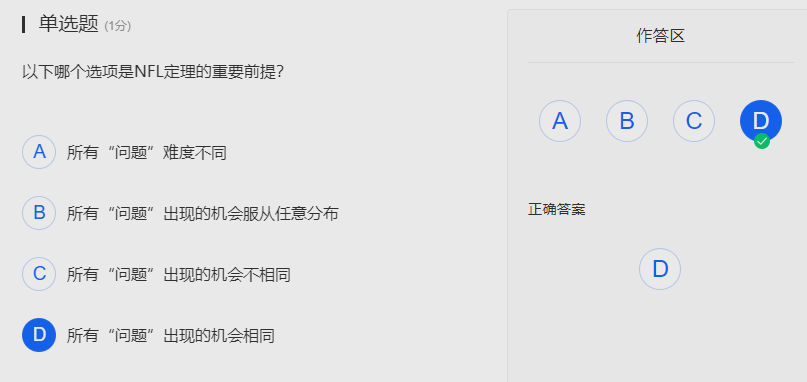 单选题 (1分)
以下哪个选项是NFL定理的重要前提?
A 所有“问题”难度不同
B 所有“问题”出现的机会服从任意分布
C 所有“问题”出现的机会不相同
D 所有“问题”出现的机会相同
作答区
A B C D
正确答案
D